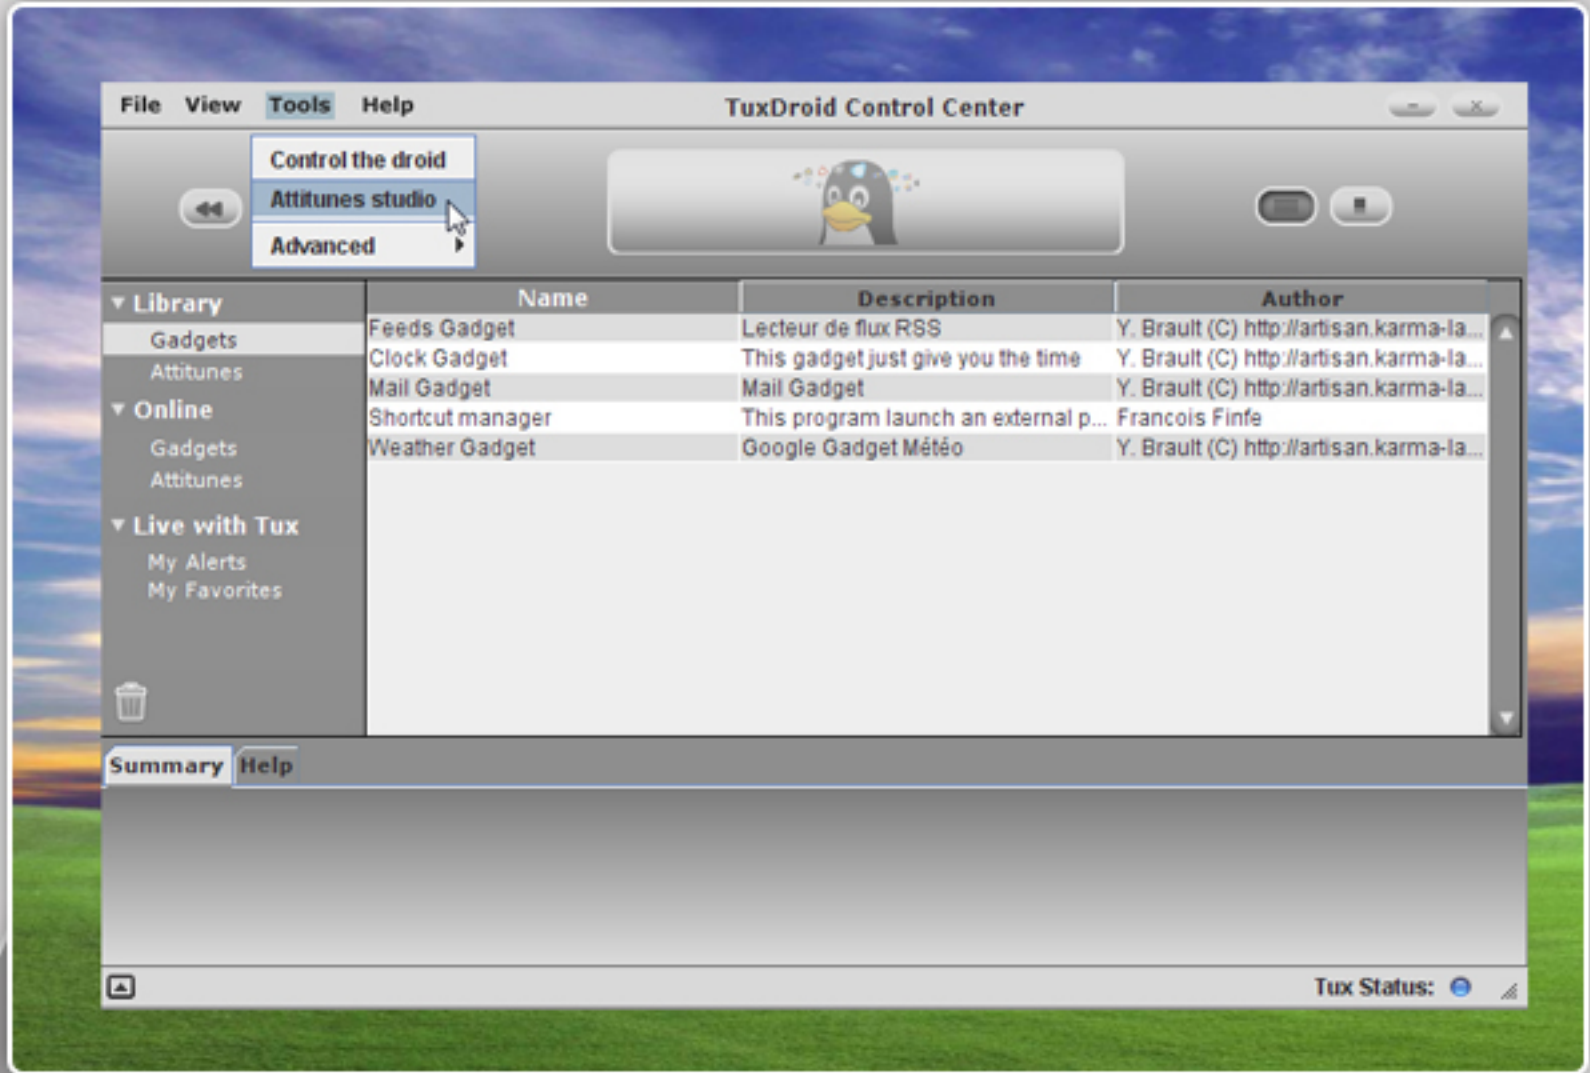 File View Tools Help TuxDroid Control Center
Control the droid
Attitunes studio
Advanced
Library
Gadgets
Attitunes
Online
Gadgets
Attitunes
Live with Tux
My Alerts
My Favorites
Name Description Author
Feeds Gadget Lecteur de flux RSS Y. Brault (C) http://artisan.karma-la...
Clock Gadget This gadget just give you the time Y. Brault (C) http://artisan.karma-la...
Mail Gadget Mail Gadget Y. Brault (C) http://artisan.karma-la...
Shortcut manager This program launch an external p... Francois Finfe
Weather Gadget Google Gadget Météo Y. Brault (C) http://artisan.karma-la...
Summary Help
Tux Status: